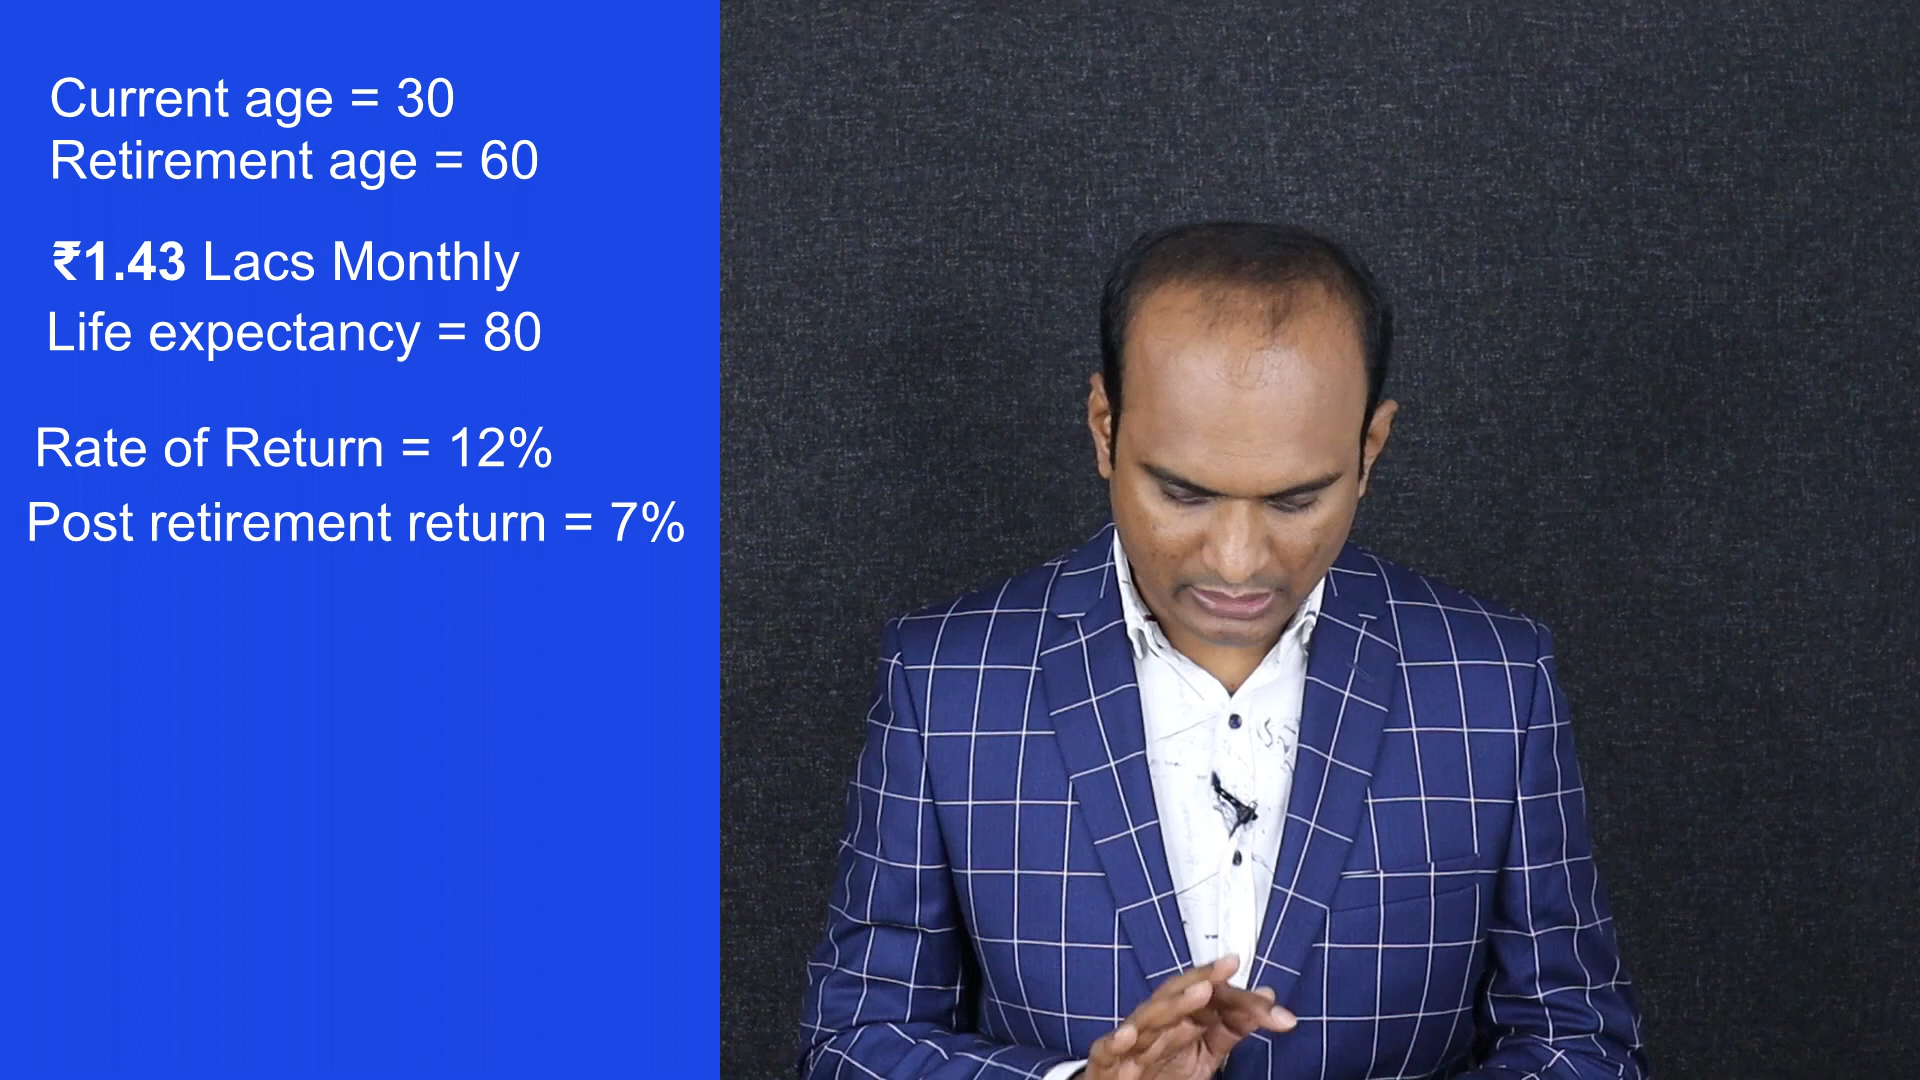 Current age = 30
Retirement age = 60
₹1.43 Lacs Monthly
Life expectancy = 80
Rate of Return = 12%
Post retirement return = 7%